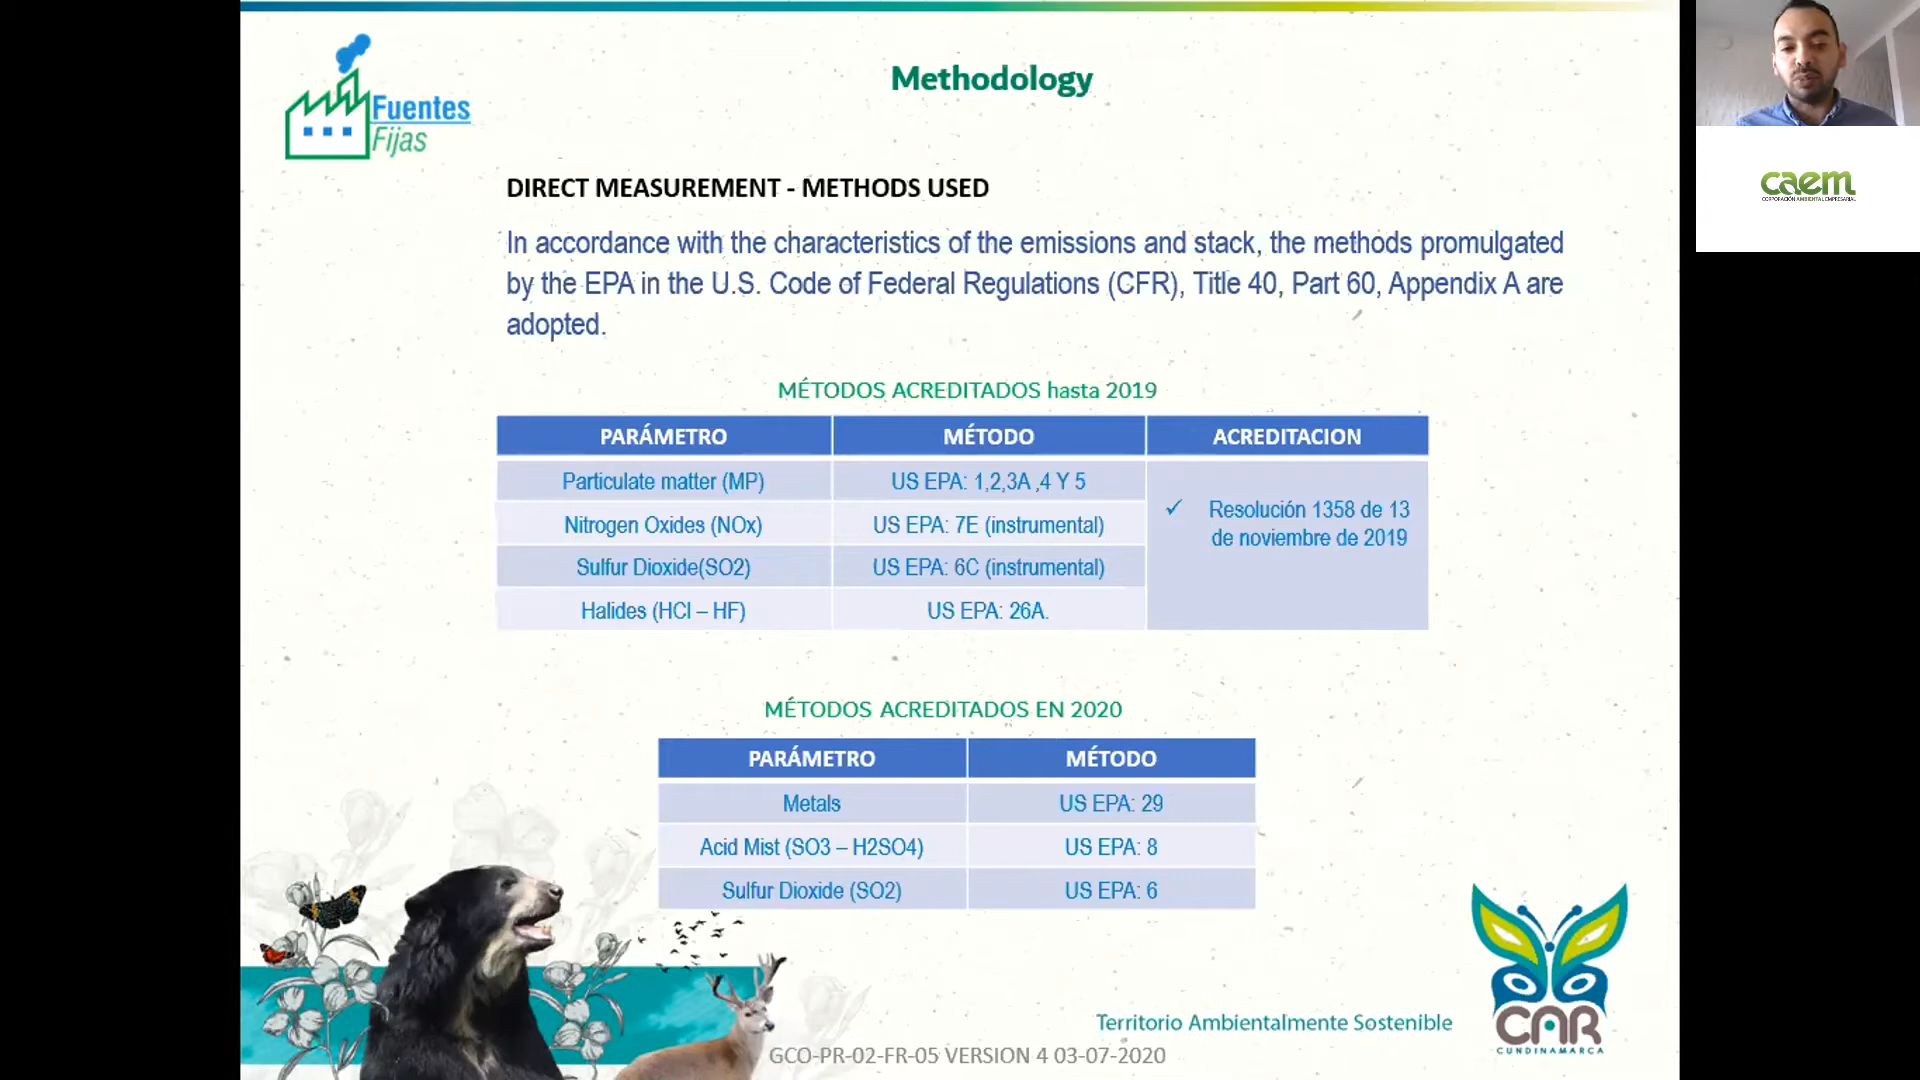 Fuentes
Fijas
Methodology
caem
CORPORACIÓN AMBIENTAL EMPRESARIAL
DIRECT MEASUREMENT - METHODS USED
In accordance with the characteristics of the emissions and stack, the methods promulgated
by the EPA in the U.S. Code of Federal Regulations (CFR), Title 40, Part 60, Appendix A are
adopted.
MÉTODOS ACREDITADOS hasta 2019
PARÁMETRO MÉTODO ACREDITACION
Particulate matter (MP) US EPA: 1,2,3A ,4 Y 5
Nitrogen Oxides (NOx) US EPA: 7E (instrumental)
Sulfur Dioxide(SO2) US EPA: 6C (instrumental)
Halides (HCl – HF) US EPA: 26A.
✓ Resolución 1358 de 13
de noviembre de 2019
MÉTODOS ACREDITADOS EN 2020
PARÁMETRO MÉTODO
Metals US EPA: 29
Acid Mist (SO3 – H2SO4) US EPA: 8
Sulfur Dioxide (SO2) US EPA: 6
Territorio Ambientalmente Sostenible
CAR
CUNDINAMARCA
GCO-PR-02-FR-05 VERSION 4 03-07-2020